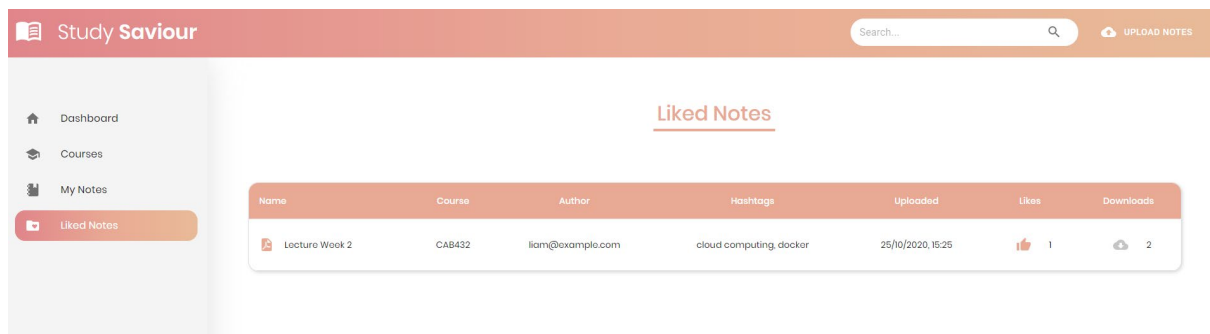 Study Saviour
Search...
UPLOAD NOTES
Dashboard
Courses
My Notes
Liked Notes
Liked Notes
Name Course Author Hashtags Uploaded Likes Downloads
Lecture Week 2 CAB432 liam@example.com cloud computing, docker 25/10/2020, 15:25 1 2